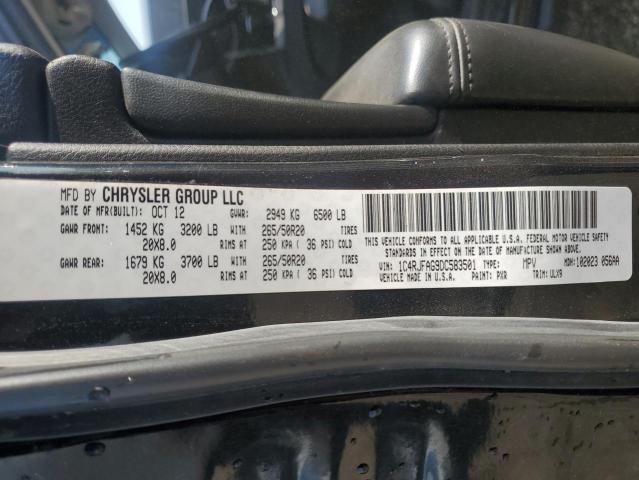 MFD BY CHRYSLER GROUP LLC
DATE OF MFR(BUILT): OCT 12 GVWR: 2949 KG 6500 LB
GAWR FRONT: 1452 KG 3200 LB WITH 265/50R20 TIRES
20X8.0 RIMS AT 250 KPA ( 36 PSI) COLD
GAWR REAR: 1679 KG 3700 LB WITH 265/50R20 TIRES
20X8.0 RIMS AT 250 KPA ( 36 PSI) COLD
THIS VEHICLE CONFORMS TO ALL APPLICABLE U.S.A. FEDERAL MOTOR VEHICLE SAFETY
STANDARDS IN EFFECT ON THE DATE OF MANUFACTURE SHOWN ABOVE.
VIN: 1C4RJFAG9DC583501 TYPE: MPV MDH:102023 056AA
VEHICLE MADE IN U.S.A. PAINT: PXR TRIM: ULX9